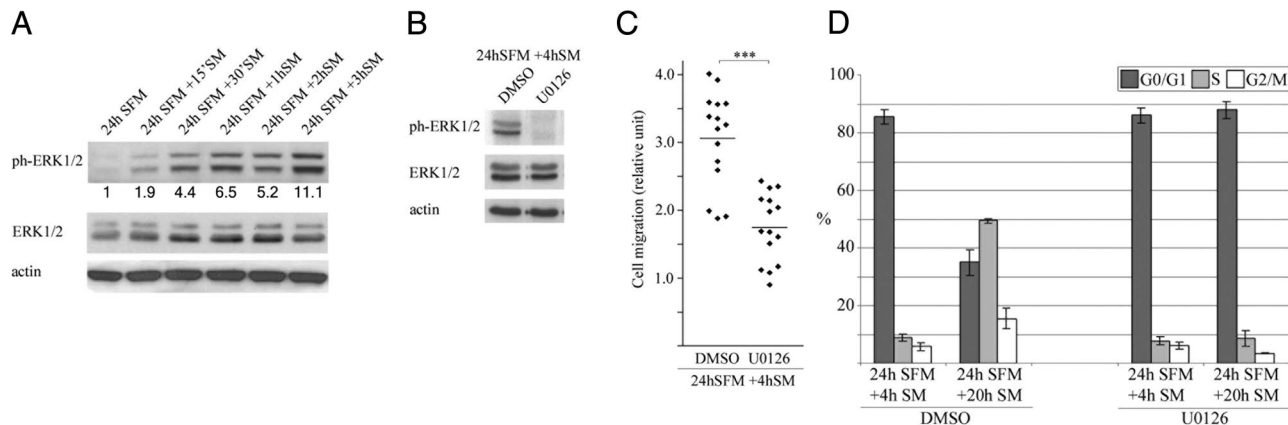 A
24h SFM
24h SFM +15'SM
24h SFM +30'SM
24h SFM +1hSM
24h SFM +2hSM
24h SFM +3hSM
ph-ERK1/2
1 1.9 4.4 6.5 5.2 11.1
ERK1/2
actin
B
24hSFM +4hSM
DMSO
U0126
ph-ERK1/2
ERK1/2
actin
C
***
Cell migration (relative unit)
4.0
3.0
2.0
1.0
DMSO U0126
24hSFM +4hSM
D
G0/G1 S G2/M
%
100
80
60
40
20
24h SFM 24h SFM 24h SFM 24h SFM
+4h SM +20h SM +4h SM +20h SM
DMSO U0126